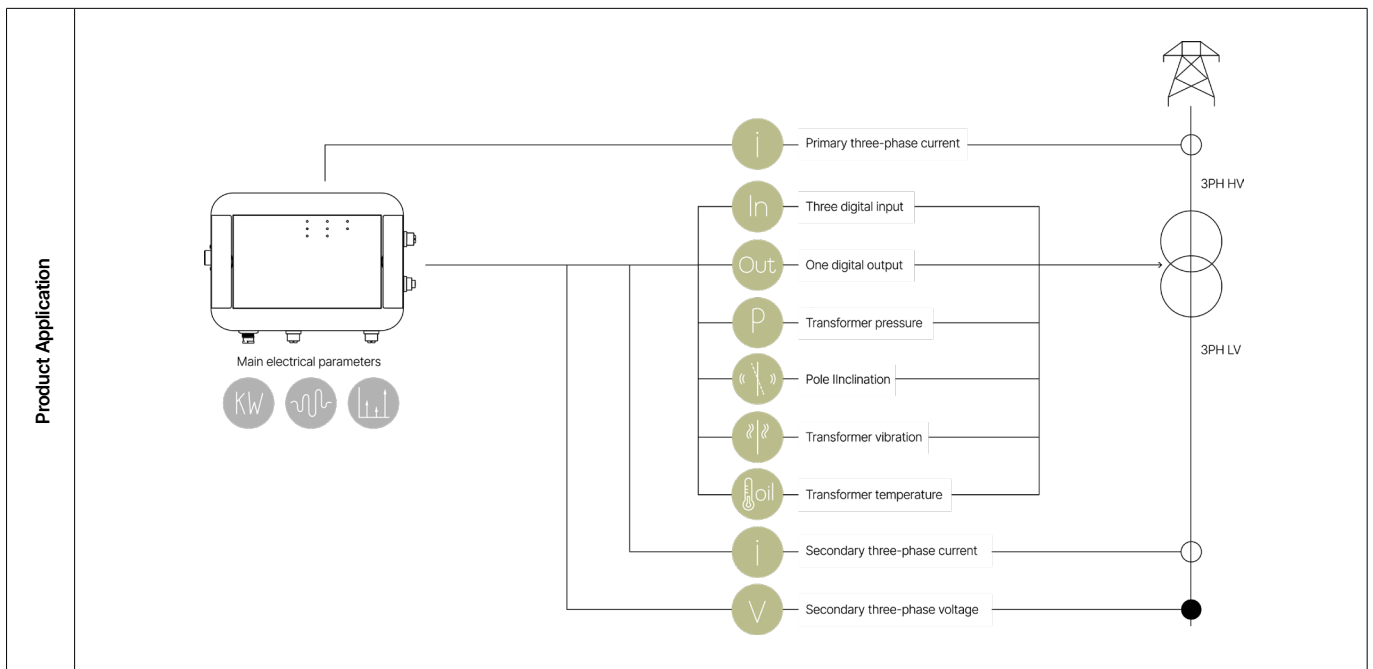 Product Application
i
Primary three-phase current
3PH HV
In
Three digital input
Out
One digital output
P
Transformer pressure
3PH LV
Main electrical parameters
KW
Pole IInclination
Transformer vibration
oil
Transformer temperature
i
Secondary three-phase current
V
Secondary three-phase voltage